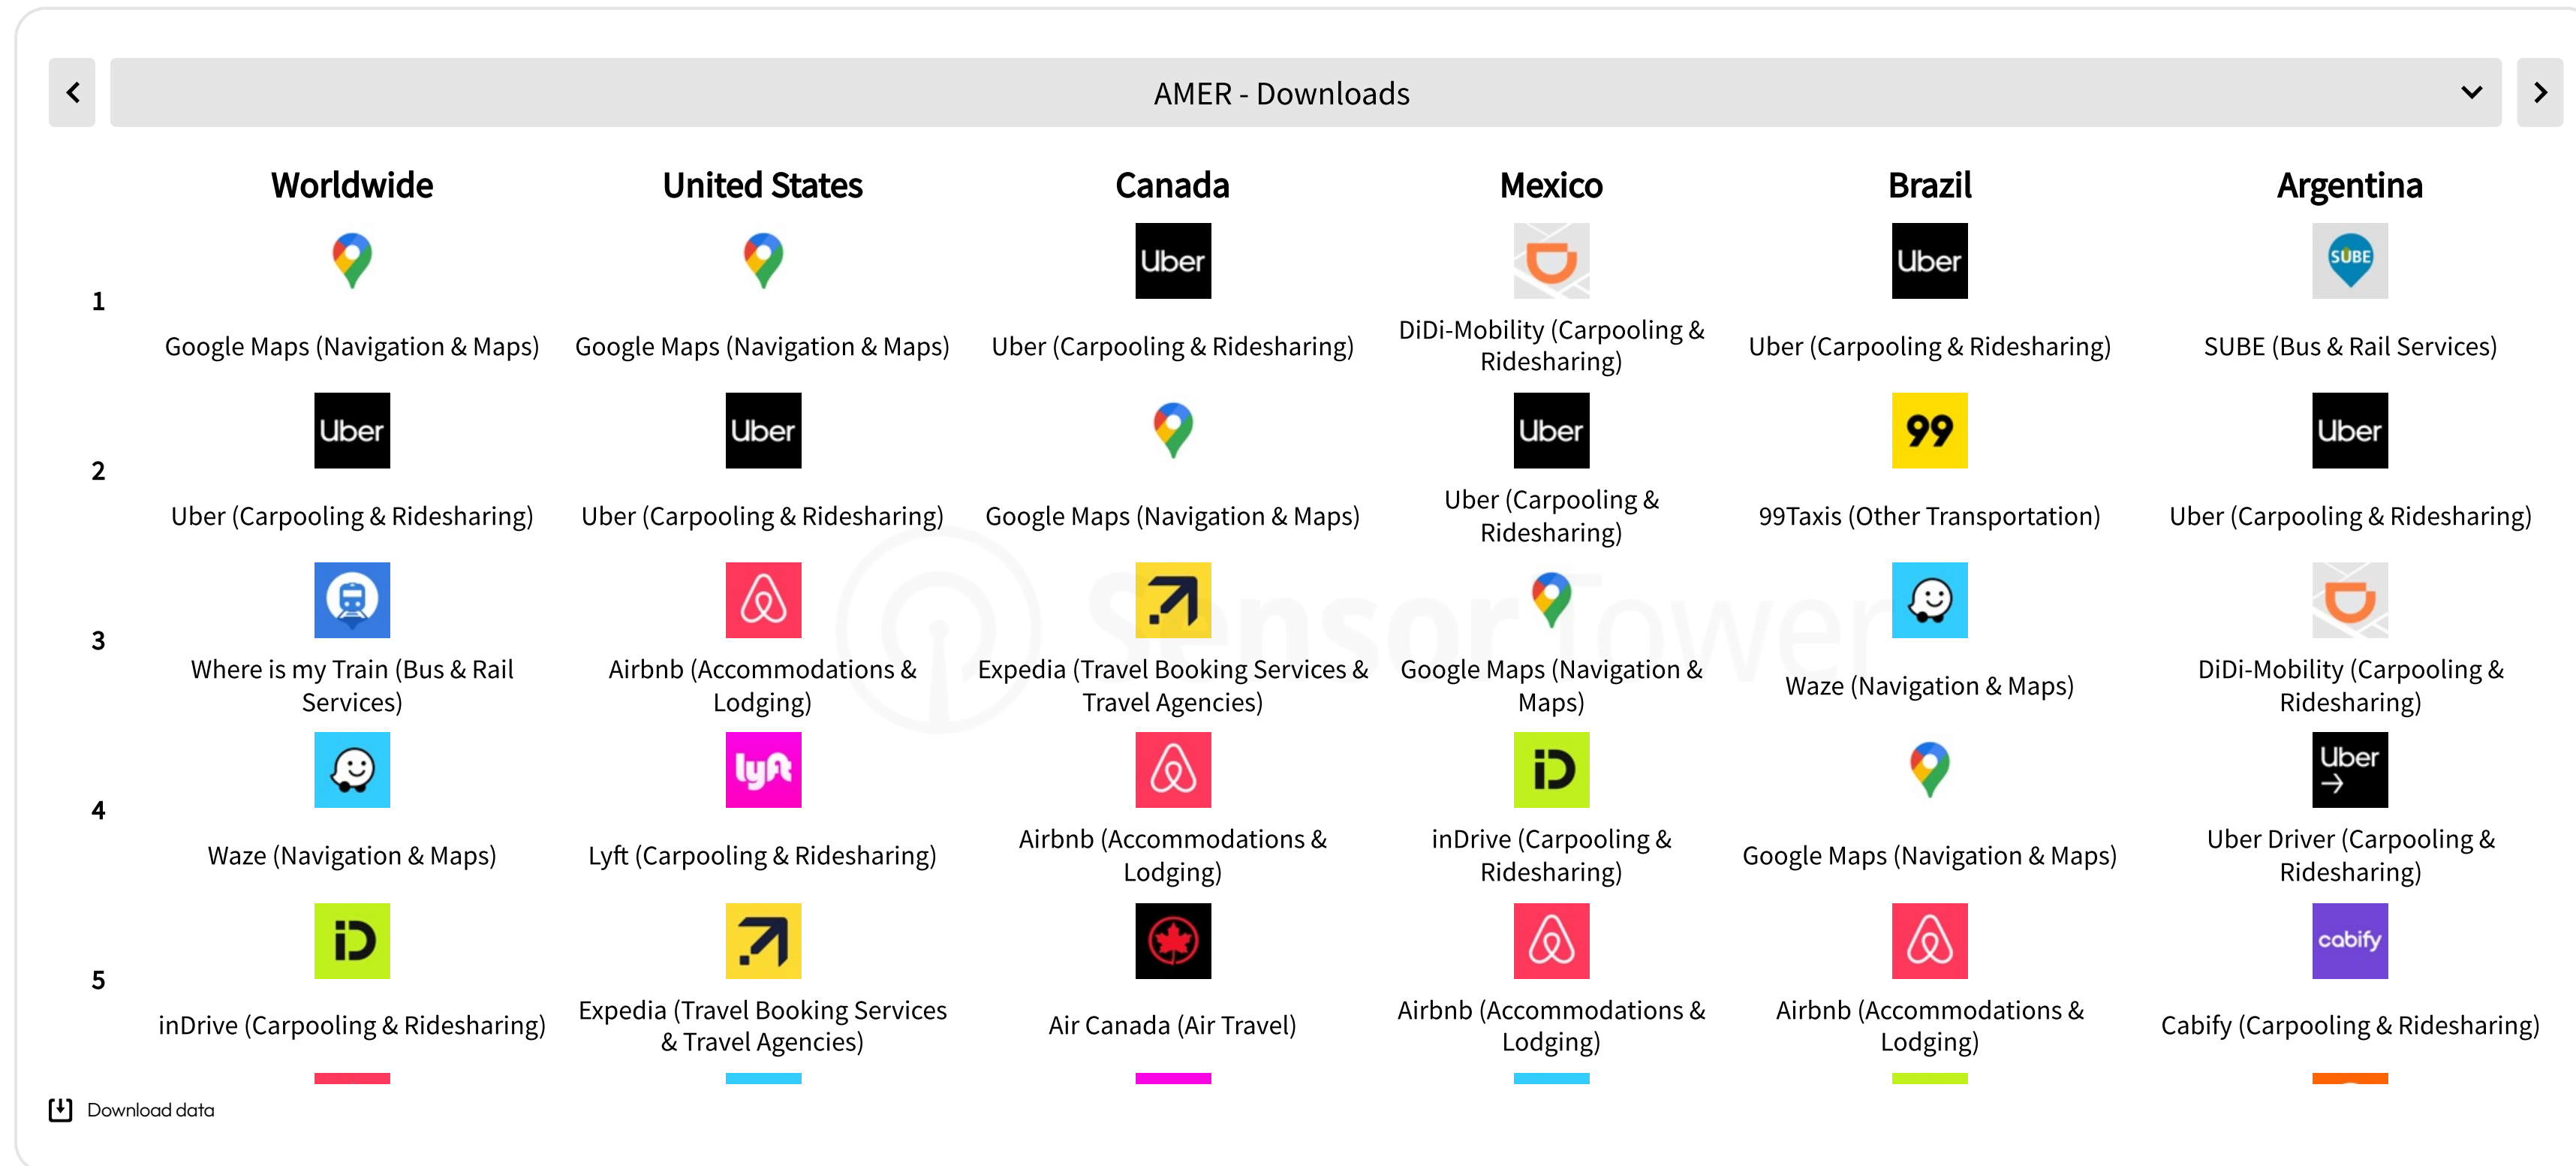 AMER - Downloads
Worldwide
United States
Canada
Mexico
Brazil
Argentina
1
Google Maps (Navigation & Maps)
Google Maps (Navigation & Maps)
Uber
Uber (Carpooling & Ridesharing)
DiDi-Mobility (Carpooling &
Ridesharing)
Uber
Uber (Carpooling & Ridesharing)
SUBE
SUBE (Bus & Rail Services)
2
Uber
Uber (Carpooling & Ridesharing)
Uber
Uber (Carpooling & Ridesharing)
Google Maps (Navigation & Maps)
Uber
Uber (Carpooling &
Ridesharing)
99
99Taxis (Other Transportation)
Uber
Uber (Carpooling & Ridesharing)
3
Where is my Train (Bus & Rail
Services)
Airbnb (Accommodations &
Lodging)
Expedia (Travel Booking Services &
Travel Agencies)
Google Maps (Navigation &
Maps)
Waze (Navigation & Maps)
DiDi-Mobility (Carpooling &
Ridesharing)
Sensor Tower
4
Waze (Navigation & Maps)
lyft
Lyft (Carpooling & Ridesharing)
Airbnb (Accommodations &
Lodging)
iD
inDrive (Carpooling &
Ridesharing)
Google Maps (Navigation & Maps)
Uber
Uber Driver (Carpooling &
Ridesharing)
5
iD
inDrive (Carpooling & Ridesharing)
Expedia (Travel Booking Services
& Travel Agencies)
Air Canada (Air Travel)
Airbnb (Accommodations &
Lodging)
Airbnb (Accommodations &
Lodging)
cabify
Cabify (Carpooling & Ridesharing)
Download data